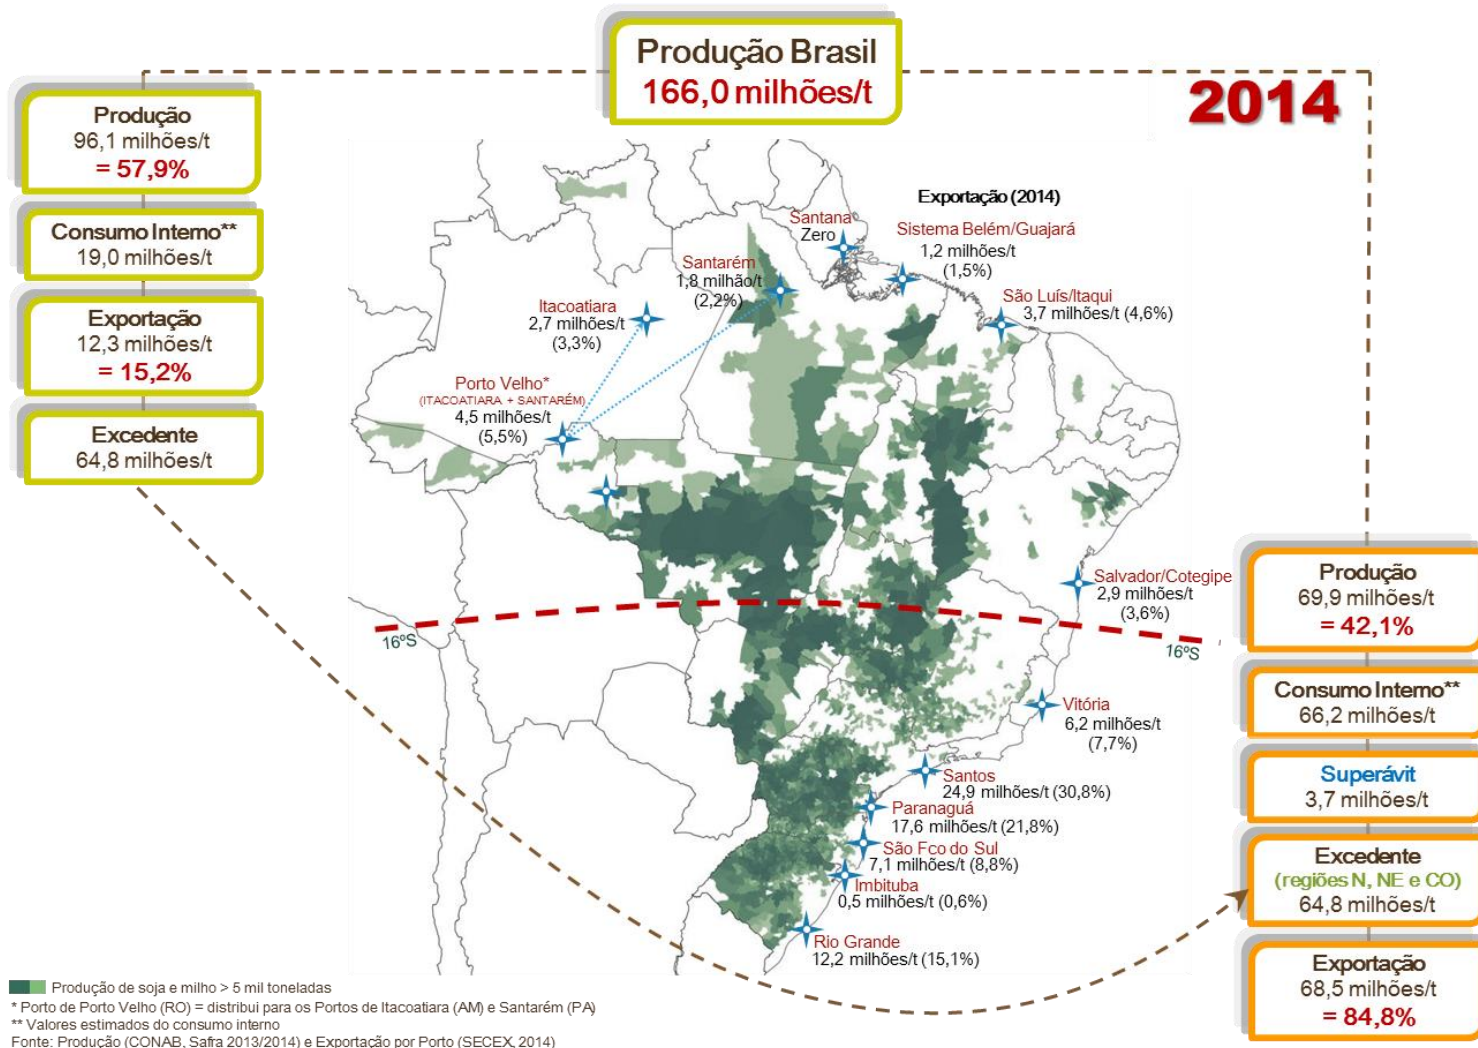 Produção Brasil
166,0 milhões/t
2014
Produção
96,1 milhões/t
= 57,9%
Consumo Interno**
19,0 milhões/t
Exportação
12,3 milhões/t
= 15,2%
Excedente
64,8 milhões/t
Exportação (2014)
Santana
Zero
Sistema Belém/Guajará
1,2 milhões/t
(1,5%)
Santarém
1,8 milhão/t
(2,2%)
São Luís/Itaqui
3,7 milhões/t (4,6%)
Itacoatiara
2,7 milhões/t
(3,3%)
Porto Velho*
(ITACOATIARA + SANTARÉM)
4,5 milhões/t
(5,5%)
Salvador/Cotegipe
2,9 milhões/t
(3,6%)
16ºS
16ºS
Vitória
6,2 milhões/t
(7,7%)
Santos
24,9 milhões/t (30,8%)
Paranaguá
17,6 milhões/t (21,8%)
São Fco do Sul
7,1 milhões/t (8,8%)
Imbituba
0,5 milhões/t (0,6%)
Rio Grande
12,2 milhões/t (15,1%)
Produção
69,9 milhões/t
= 42,1%
Consumo Interno**
66,2 milhões/t
Superávit
3,7 milhões/t
Excedente
(regiões N, NE e CO)
64,8 milhões/t
Exportação
68,5 milhões/t
= 84,8%
Produção de soja e milho > 5 mil toneladas
* Porto de Porto Velho (RO) = distribui para os Portos de Itacoatiara (AM) e Santarém (PA)
** Valores estimados do consumo interno
Fonte: Produção (CONAB, Safra 2013/2014) e Exportação por Porto (SECEX, 2014)